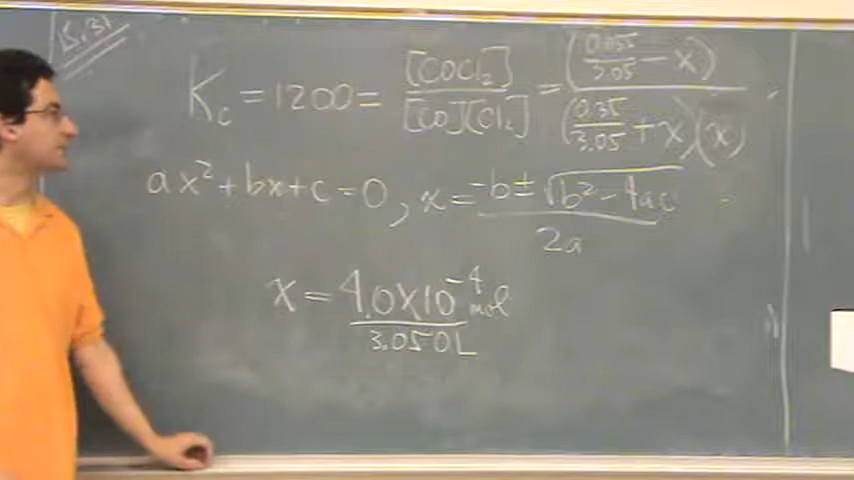 15.31
K_c = 1200 = [COCl₂] / [CO][Cl₂] = (0.055/3.05 − x) / (0.35/3.05 + x)(x)
ax² + bx + c = 0, x = −b ± √(b² − 4ac) / 2a
x = 4.0 × 10⁻⁴ mol / 3.050 L